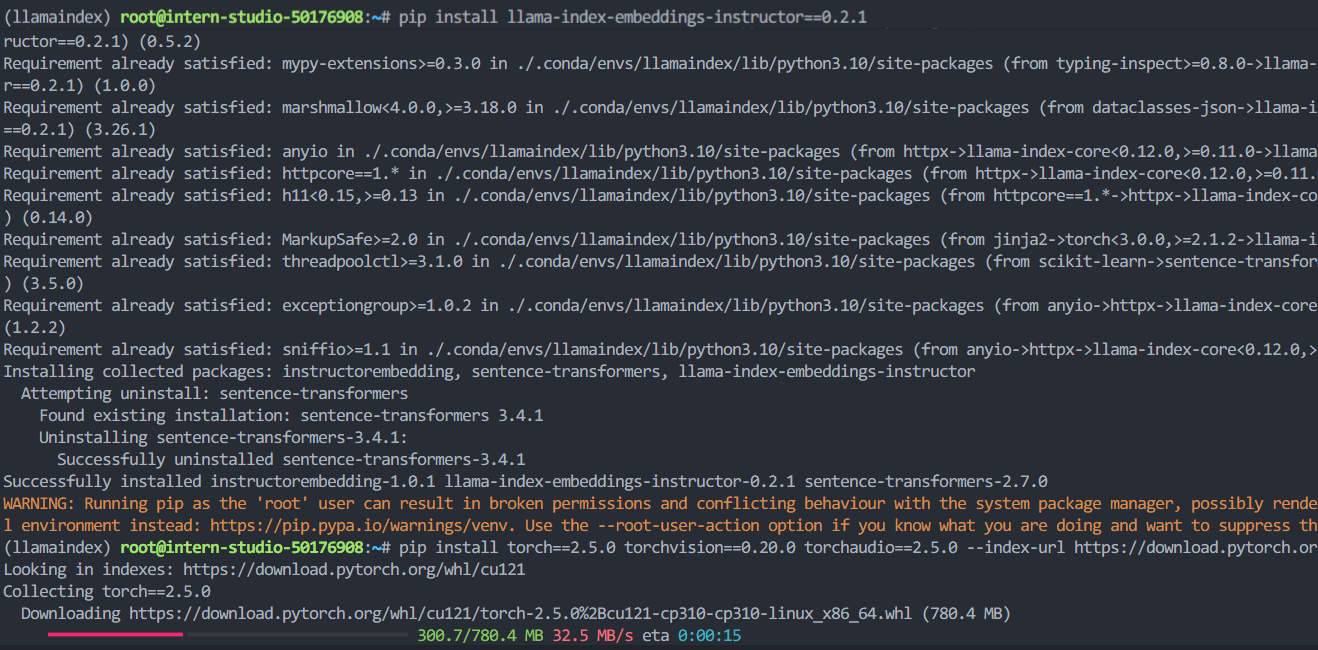 (llamaindex) root@intern-studio-50176908:~# pip install llama-index-embeddings-instructor==0.2.1
ructor==0.2.1) (0.5.2)
Requirement already satisfied: mypy-extensions>=0.3.0 in ./.conda/envs/llamaindex/lib/python3.10/site-packages (from typing-inspect>=0.8.0->llama-
r==0.2.1) (1.0.0)
Requirement already satisfied: marshmallow<4.0.0,>=3.18.0 in ./.conda/envs/llamaindex/lib/python3.10/site-packages (from dataclasses-json->llama-i
==0.2.1) (3.26.1)
Requirement already satisfied: anyio in ./.conda/envs/llamaindex/lib/python3.10/site-packages (from httpx->llama-index-core<0.12.0,>=0.11.0->llama
Requirement already satisfied: httpcore==1.* in ./.conda/envs/llamaindex/lib/python3.10/site-packages (from httpx->llama-index-core<0.12.0,>=0.11.
Requirement already satisfied: h11<0.15,>=0.13 in ./.conda/envs/llamaindex/lib/python3.10/site-packages (from httpcore==1.*->httpx->llama-index-co
) (0.14.0)
Requirement already satisfied: MarkupSafe>=2.0 in ./.conda/envs/llamaindex/lib/python3.10/site-packages (from jinja2->torch<3.0.0,>=2.1.2->llama-i
Requirement already satisfied: threadpoolctl>=3.1.0 in ./.conda/envs/llamaindex/lib/python3.10/site-packages (from scikit-learn->sentence-transfor
) (3.5.0)
Requirement already satisfied: exceptiongroup>=1.0.2 in ./.conda/envs/llamaindex/lib/python3.10/site-packages (from anyio->httpx->llama-index-core
(1.2.2)
Requirement already satisfied: sniffio>=1.1 in ./.conda/envs/llamaindex/lib/python3.10/site-packages (from anyio->httpx->llama-index-core<0.12.0,>
Installing collected packages: instructorembedding, sentence-transformers, llama-index-embeddings-instructor
  Attempting uninstall: sentence-transformers
    Found existing installation: sentence-transformers 3.4.1
    Uninstalling sentence-transformers-3.4.1:
      Successfully uninstalled sentence-transformers-3.4.1
Successfully installed instructorembedding-1.0.1 llama-index-embeddings-instructor-0.2.1 sentence-transformers-2.7.0
WARNING: Running pip as the 'root' user can result in broken permissions and conflicting behaviour with the system package manager, possibly rende
l environment instead: https://pip.pypa.io/warnings/venv. Use the --root-user-action option if you know what you are doing and want to suppress th
(llamaindex) root@intern-studio-50176908:~# pip install torch==2.5.0 torchvision==0.20.0 torchaudio==2.5.0 --index-url https://download.pytorch.or
Looking in indexes: https://download.pytorch.org/whl/cu121
Collecting torch==2.5.0
  Downloading https://download.pytorch.org/whl/cu121/torch-2.5.0%2Bcu121-cp310-cp310-linux_x86_64.whl (780.4 MB)
300.7/780.4 MB 32.5 MB/s eta 0:00:15